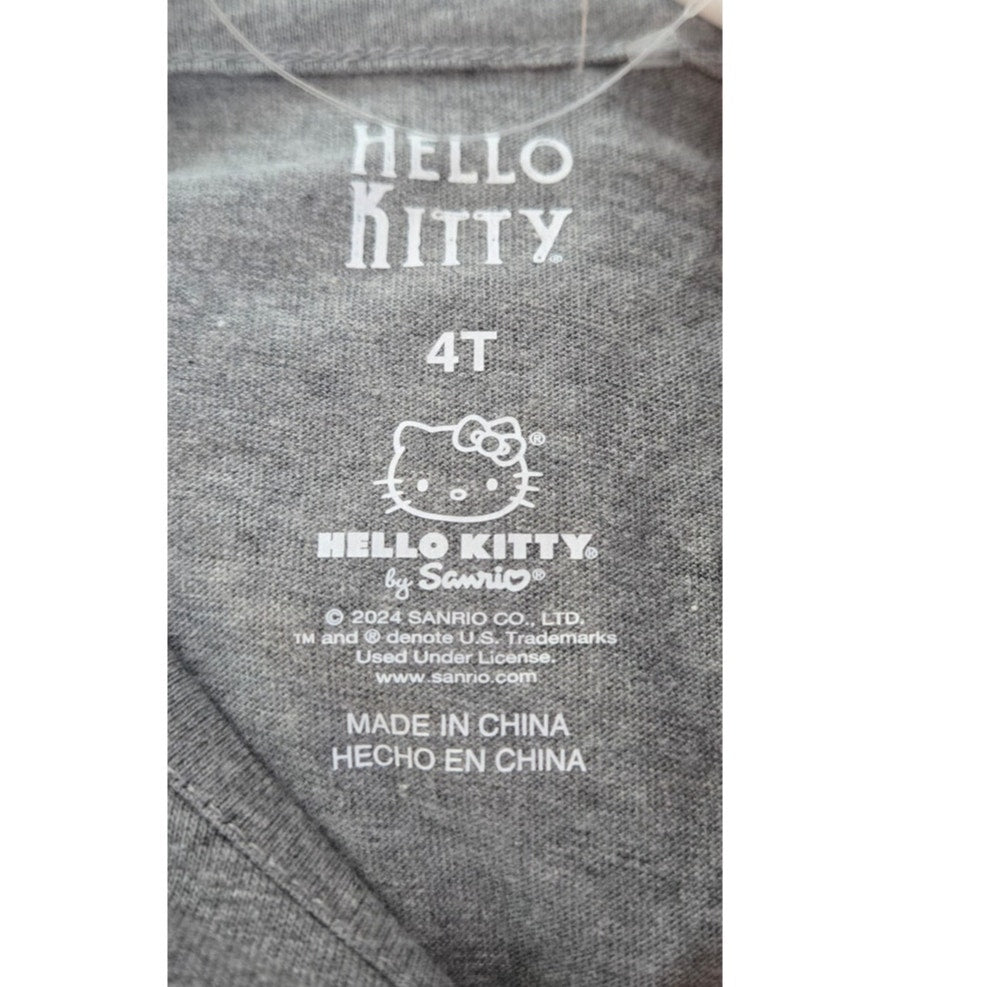 HELLO
KITTY®
4T
®
HELLO KITTY®
by Sanrio®
© 2024 SANRIO CO., LTD.
TM and ® denote U.S. Trademarks
Used Under License.
www.sanrio.com
MADE IN CHINA
HECHO EN CHINA